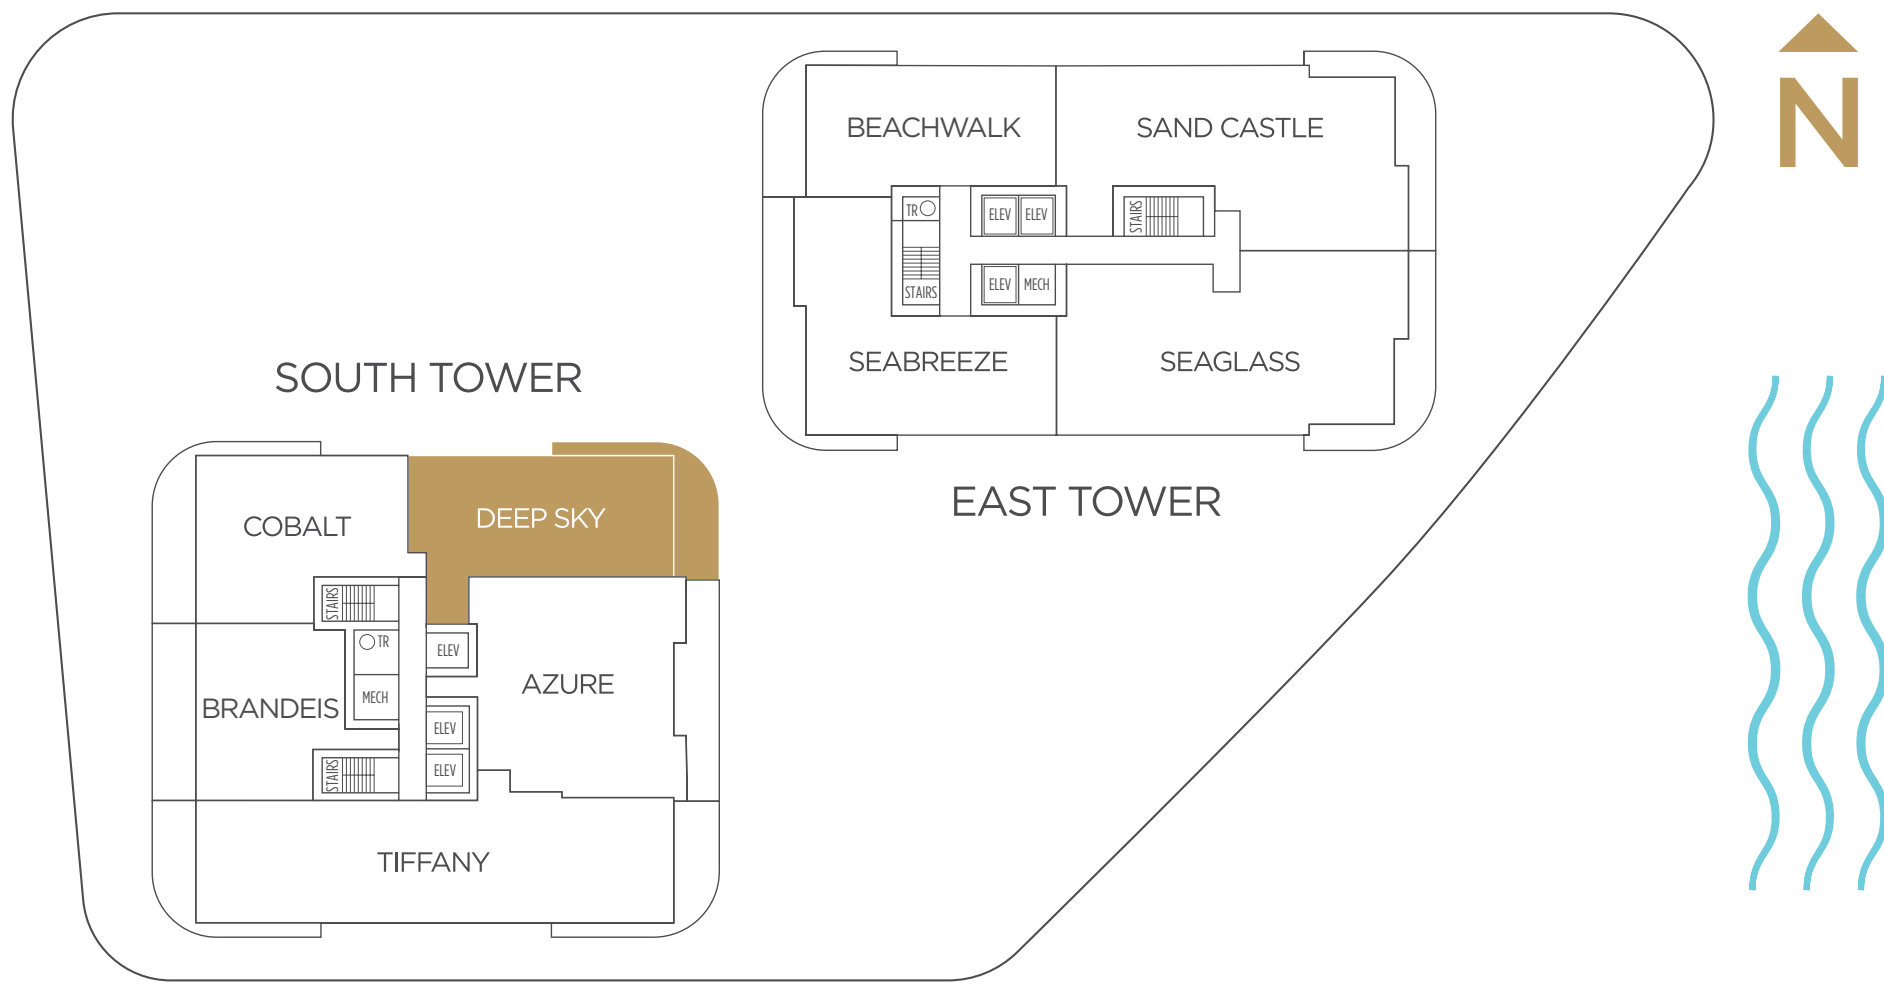 N
BEACHWALK
SAND CASTLE
TR
ELEV
ELEV
STAIRS
STAIRS
ELEV
MECH
SEABREEZE
SEAGLASS
EAST TOWER
SOUTH TOWER
COBALT
DEEP SKY
STAIRS
TR
ELEV
MECH
BRANDEIS
AZURE
ELEV
STAIRS
ELEV
TIFFANY